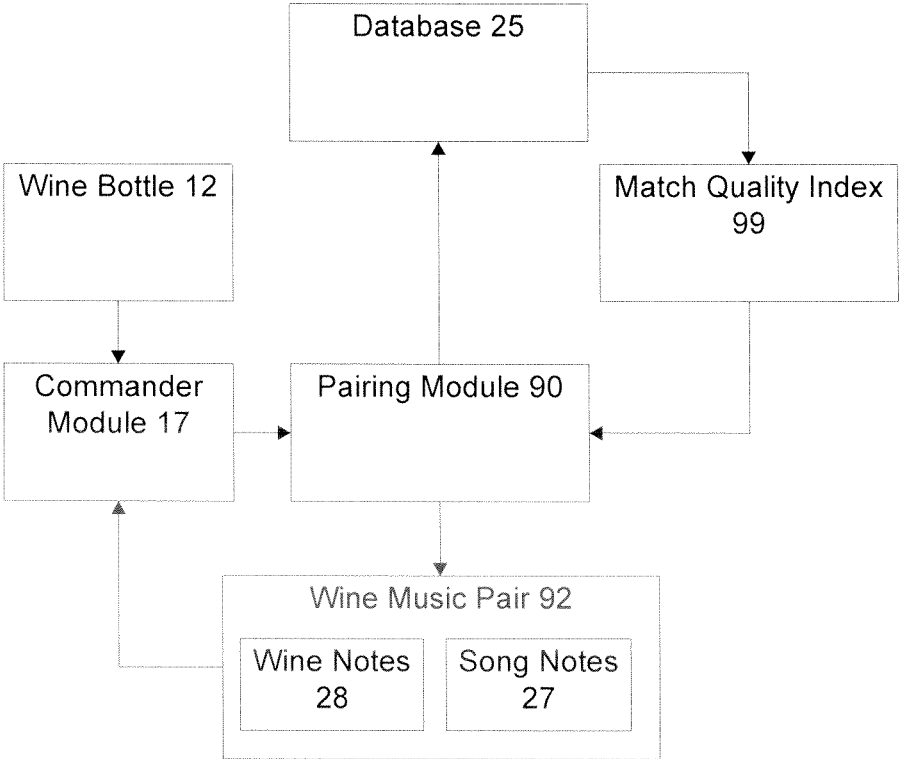 Database 25
Wine Bottle 12
Match Quality Index
99
Commander
Module 17
Pairing Module 90
Wine Music Pair 92
Wine Notes
28
Song Notes
27